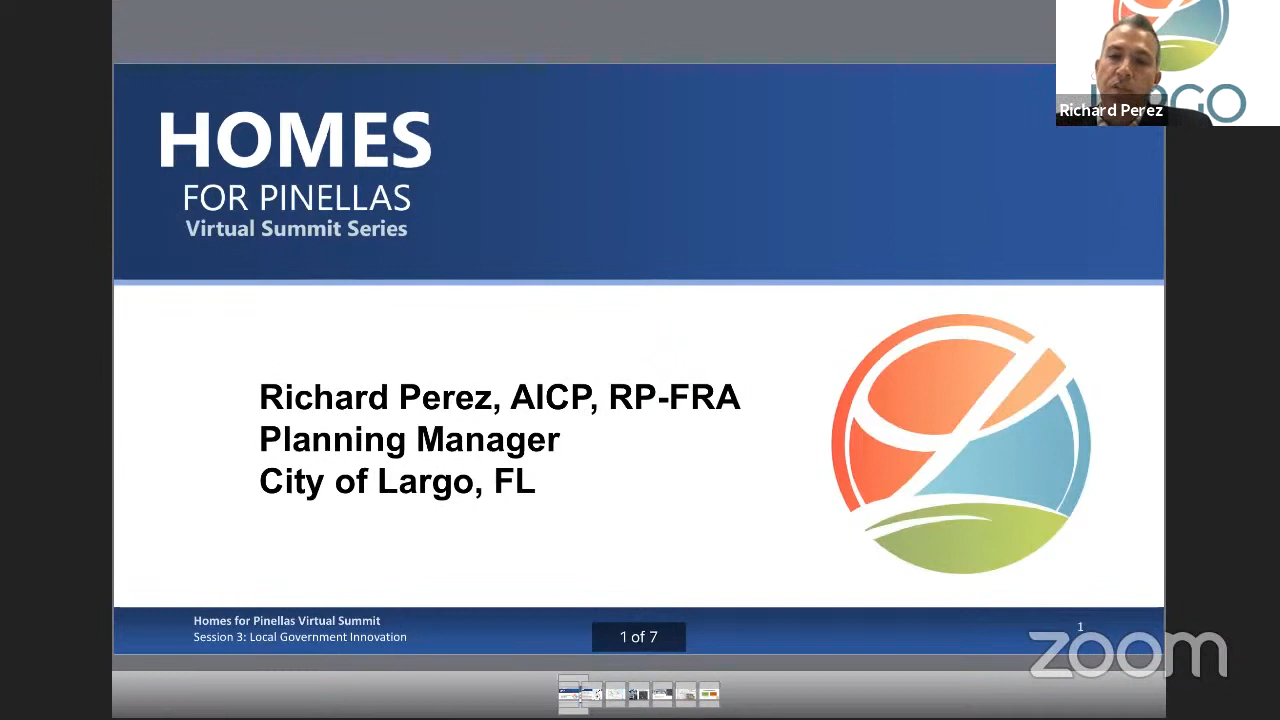 HOMES
FOR PINELLAS
Virtual Summit Series
Richard Perez
Richard Perez, AICP, RP-FRA
Planning Manager
City of Largo, FL
Homes for Pinellas Virtual Summit
Session 3: Local Government Innovation
1 of 7
1
zoom